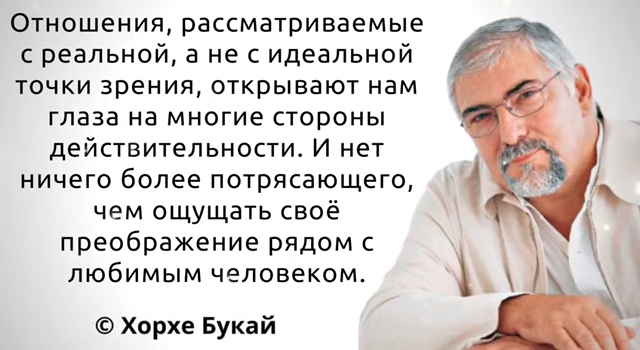 Отношения, рассматриваемые
с реальной, а не с идеальной
точки зрения, открывают нам
глаза на многие стороны
действительности. И нет
ничего более потрясающего,
чем ощущать своё
преображение рядом с
любимым человеком.
© Хорхе Букай